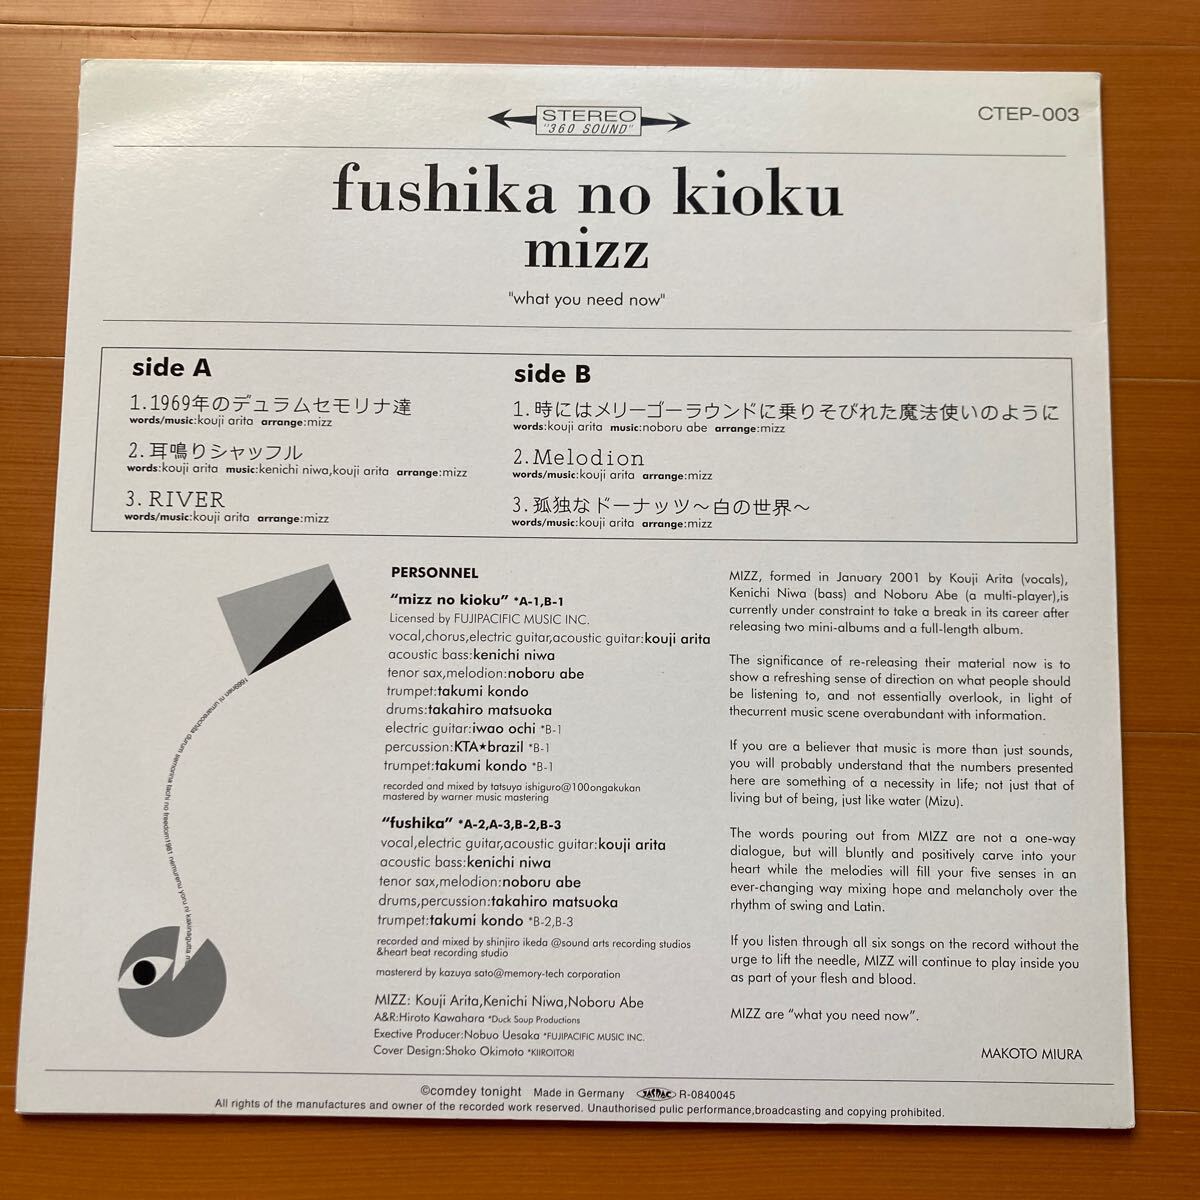 STEREO
"360 SOUND"
CTEP-003
fushika no kioku
mizz
"what you need now"
side A
1.1969年のデュラムセモリナ達
words/music:kouji arita arrange:mizz
2.耳鳴りシャッフル
words:kouji arita music:kenichi niwa,kouji arita arrange:mizz
3.RIVER
words/music:kouji arita arrange:mizz
side B
1.時にはメリーゴーラウンドに乗りそびれた魔法使いのように
words:kouji arita music:noboru abe arrange:mizz
2.Melodion
words/music:kouji arita arrange:mizz
3.孤独なドーナッツ〜白の世界〜
words/music:kouji arita arrange:mizz
PERSONNEL
“mizz no kioku” *A-1,B-1
Licensed by FUJIPACIFIC MUSIC INC.
vocal,chorus,electric guitar,acoustic guitar:kouji arita
acoustic bass:kenichi niwa
tenor sax,melodion:noboru abe
trumpet:takumi kondo
drums:takahiro matsuoka
electric guitar:iwao ochi *B-1
percussion:KTA★brazil *B-1
trumpet:takumi kondo *B-1
recorded and mixed by tatsuya ishiguro@100ongakukan
mastered by warner music mastering
“fushika” *A-2,A-3,B-2,B-3
vocal,electric guitar,acoustic guitar:kouji arita
acoustic bass:kenichi niwa
tenor sax,melodion:noboru abe
drums,percussion:takahiro matsuoka
trumpet:takumi kondo *B-2,B-3
recorded and mixed by shinjiro ikeda @sound arts recording studios
&heart beat recording studio
mastererd by kazuya sato@memory-tech corporation
MIZZ: Kouji Arita,Kenichi Niwa,Noboru Abe
A&R:Hiroto Kawahara *Duck Soup Productions
Exective Producer:Nobuo Uesaka *FUJIPACIFIC MUSIC INC.
Cover Design:Shoko Okimoto *KIIROITORI
MIZZ, formed in January 2001 by Kouji Arita (vocals),
Kenichi Niwa (bass) and Noboru Abe (a multi-player),is
currently under constraint to take a break in its career after
releasing two mini-albums and a full-length album.
The significance of re-releasing their material now is to
show a refreshing sense of direction on what people should
be listening to, and not essentially overlook, in light of
thecurrent music scene overabundant with information.
If you are a believer that music is more than just sounds,
you will probably understand that the numbers presented
here are something of a necessity in life; not just that of
living but of being, just like water (Mizu).
The words pouring out from MIZZ are not a one-way
dialogue, but will bluntly and positively carve into your
heart while the melodies will fill your five senses in an
ever-changing way mixing hope and melancholy over the
rhythm of swing and Latin.
If you listen through all six songs on the record without the
urge to lift the needle, MIZZ will continue to play inside you
as part of your flesh and blood.
MIZZ are “what you need now”.
MAKOTO MIURA
1969nen ni umareochita durum semorina tachi no freedom1981 nemurenu yoru ni kakinagutta
©comdey tonight Made in Germany JASRAC R-0840045
All rights of the manufactures and owner of the recorded work reserved. Unauthorised pulic performance,broadcasting and copying prohibited.